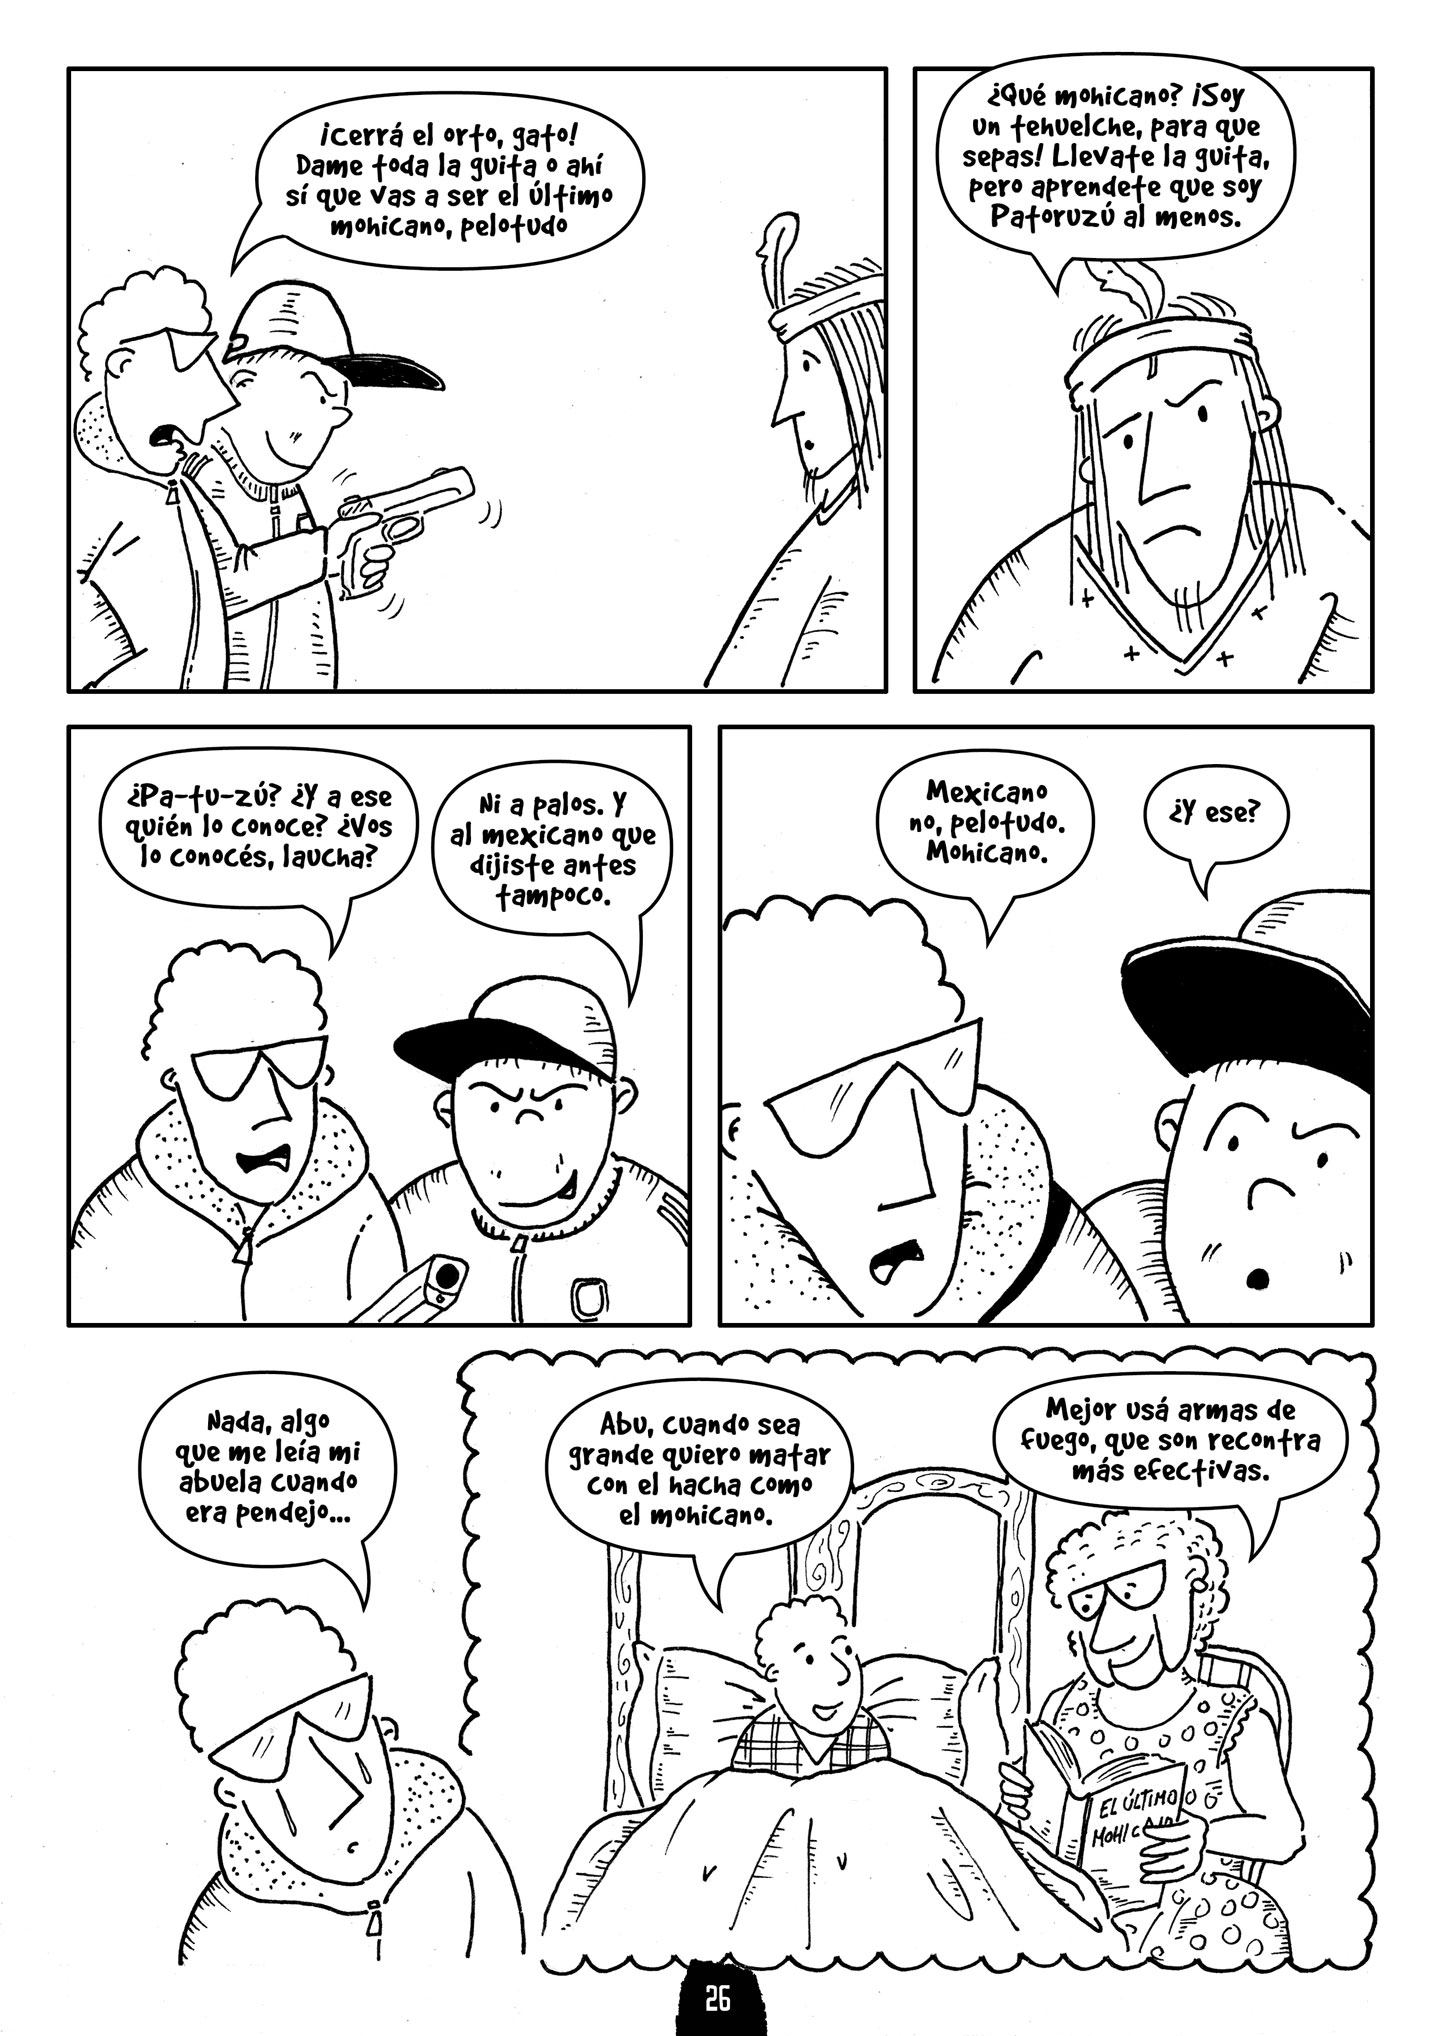 ¡Cerrá el orto, gato!
Dame toda la guita o ahí
sí que vas a ser el último
mohicano, pelotudo
¿Qué mohicano? ¡Soy
un tehuelche, para que
sepas! Llevate la guita,
pero aprendete que soy
Patoruzú al menos.
¿Pa-tu-zú? ¿Y a ese
quién lo conoce? ¿Vos
lo conocés, laucha?
Ni a palos. Y
al mexicano que
dijiste antes
tampoco.
Mexicano
no, pelotudo.
Mohicano.
¿Y ese?
Nada, algo
que me leía mi
abuela cuando
era pendejo...
Abu, cuando sea
grande quiero matar
con el hacha como
el mohicano.
Mejor usá armas de
fuego, que son recontra
más efectivas.
EL ÚLTIMO
MOHICANO
26